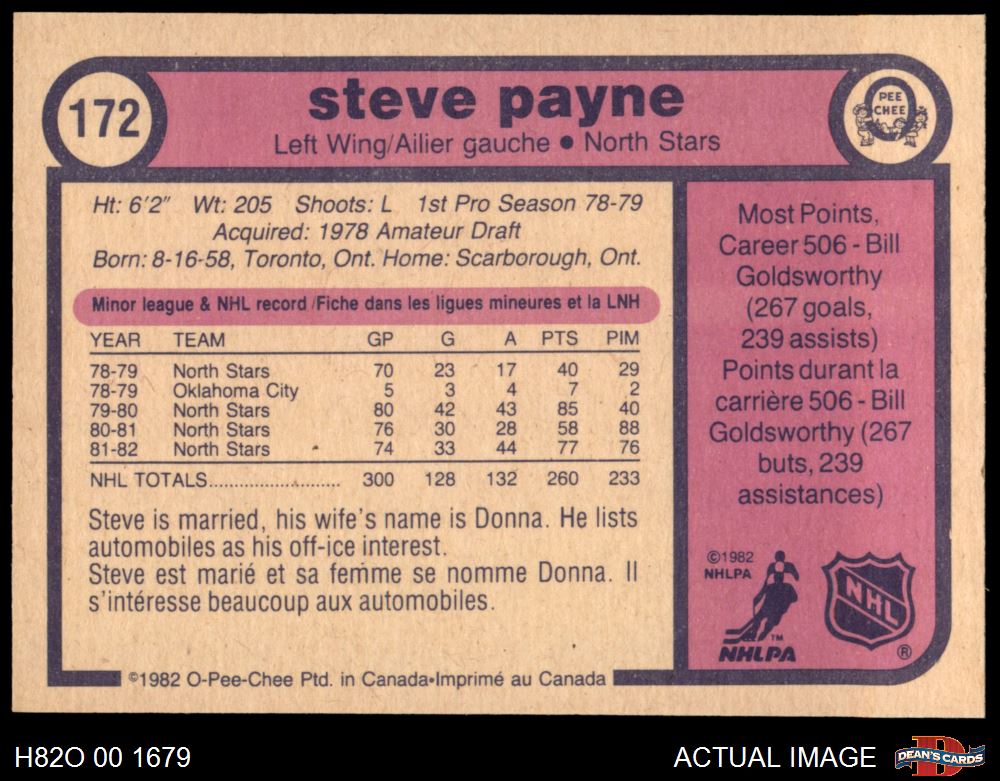 172
steve payne
Left Wing/Ailier gauche • North Stars
PEE
CHEE
Ht: 6'2" Wt: 205 Shoots: L 1st Pro Season 78-79
Acquired: 1978 Amateur Draft
Born: 8-16-58, Toronto, Ont. Home: Scarborough, Ont.
Minor league & NHL record/Fiche dans les ligues mineures et la LNH
YEAR TEAM GP G A PTS PIM
78-79 North Stars 70 23 17 40 29
78-79 Oklahoma City 5 3 4 7 2
79-80 North Stars 80 42 43 85 40
80-81 North Stars 76 30 28 58 88
81-82 North Stars 74 33 44 77 76
NHL TOTALS....................... 300 128 132 260 233
Steve is married, his wife's name is Donna. He lists
automobiles as his off-ice interest.
Steve est marié et sa femme se nomme Donna. Il
s'intéresse beaucoup aux automobiles.
Most Points,
Career 506 - Bill
Goldsworthy
(267 goals,
239 assists)
Points durant la
carrière 506 - Bill
Goldsworthy (267
buts, 239
assistances)
©1982
NHLPA
TM
NHLPA
NHL
®
©1982 O-Pee-Chee Ptd. in Canada•Imprimé au Canada
H82O 00 1679
ACTUAL IMAGE
D
DEAN'S CARDS